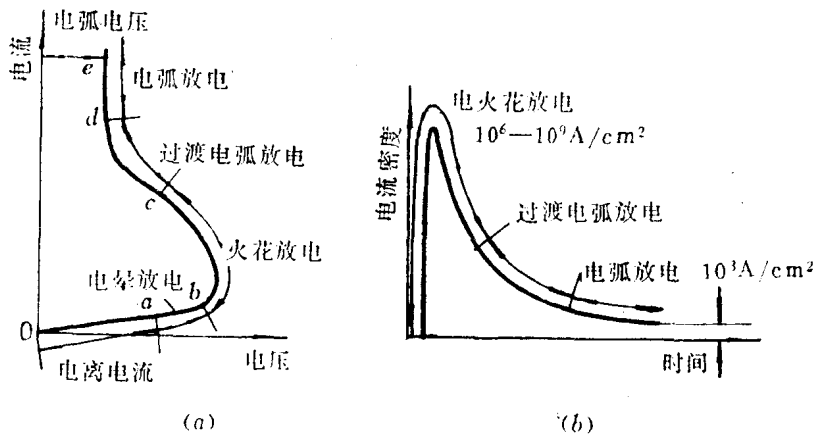 电弧电压
电流
e
电弧放电
d
过渡电弧放电
c
火花放电
电晕放电
a
b
0
电离电流
电压
(a)
电火花放电
10⁶—10⁹A/cm²
电流密度
过渡电弧放电
电弧放电
10³A/cm²
时间
(b)